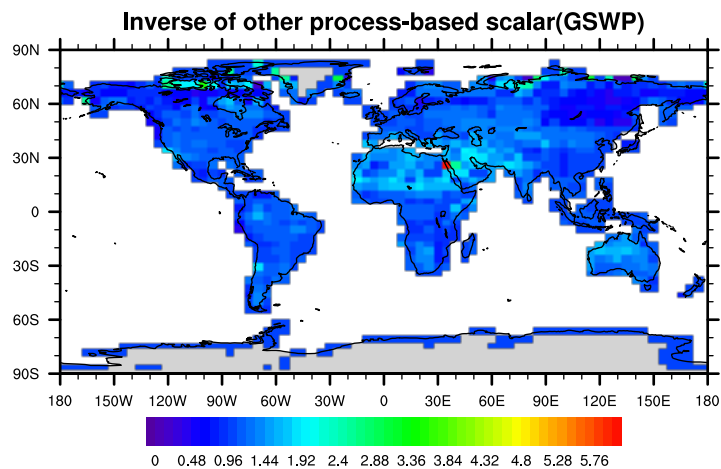 Inverse of other process-based scalar(GSWP)
90N
60N
30N
0
30S
60S
90S
180 150W 120W 90W 60W 30W 0 30E 60E 90E 120E 150E 180
0 0.48 0.96 1.44 1.92 2.4 2.88 3.36 3.84 4.32 4.8 5.28 5.76